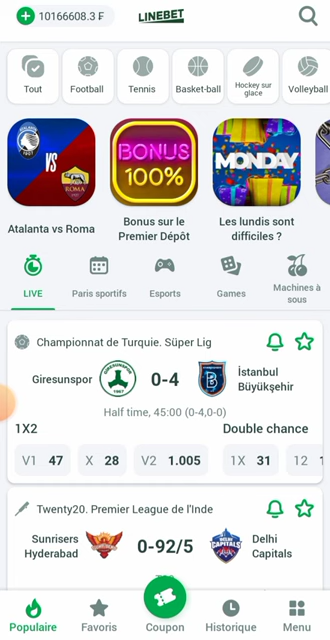 10166608.3 ₣
LINEBET
Tout
Football
Tennis
Basket-ball
Hockey sur
glace
Volleyball
VS
ROMA
BONUS
100%
MONDAY
Atalanta vs Roma
Bonus sur le
Premier Dépôt
Les lundis sont
difficiles ?
LIVE
Paris sportifs
Esports
Games
Machines à
sous
Championnat de Turquie. Süper Lig
Giresunspor
0-4
İstanbul
Büyükşehir
Half time, 45:00 (0-4,0-0)
1X2
Double chance
V1 47
X 28
V2 1.005
1X 31
12 1
Twenty20. Premier League de l'Inde
Sunrisers
Hyderabad
0-92/5
Delhi
Capitals
Populaire
Favoris
Coupon
Historique
Menu